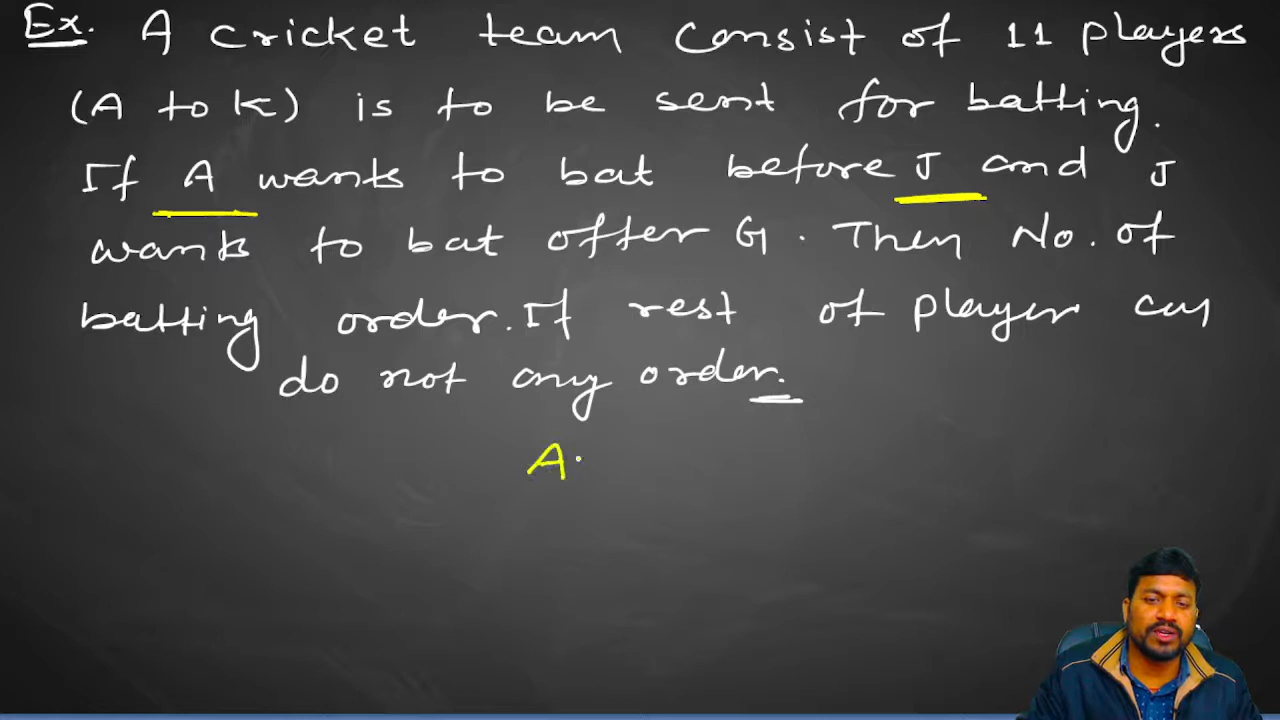 Ex. A cricket team consist of 11 players
(A to K) is to be sent for batting.
If A wants to bat before J and J
wants to bat after G. Then No. of
batting order. If rest of player can
do not any order.
A